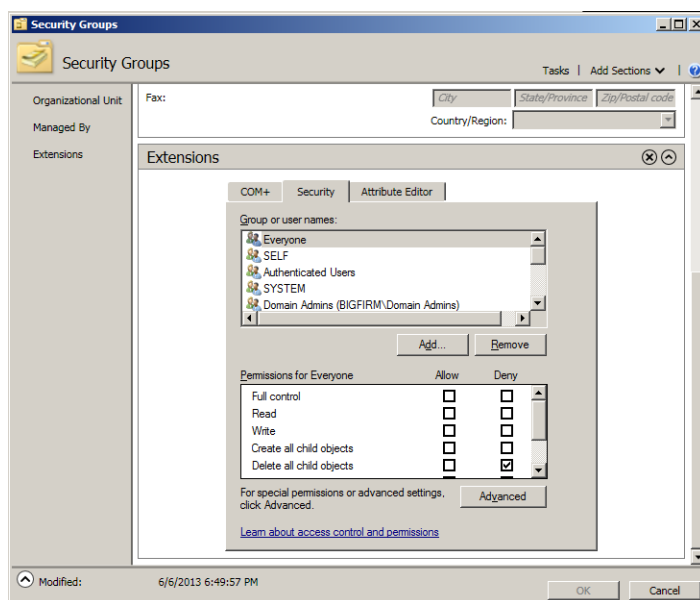 Security Groups
Security Groups
Tasks | Add Sections |
Organizational Unit
Managed By
Extensions
Fax:
City State/Province Zip/Postal code
Country/Region:
Extensions
COM+ Security Attribute Editor
Group or user names:
Everyone
SELF
Authenticated Users
SYSTEM
Domain Admins (BIGFIRM\Domain Admins)
Add... Remove
Permissions for Everyone Allow Deny
Full control
Read
Write
Create all child objects
Delete all child objects
For special permissions or advanced settings,
click Advanced.
Advanced
Learn about access control and permissions
Modified: 6/6/2013 6:49:57 PM
OK Cancel